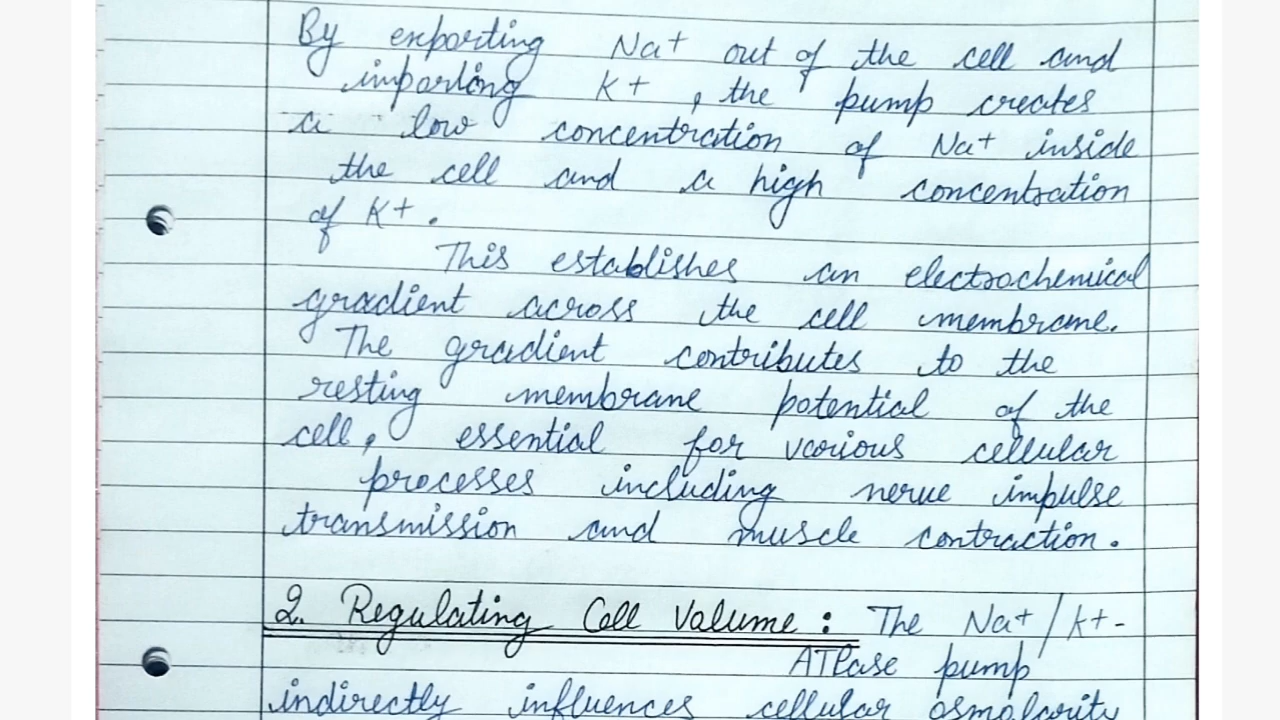 By exporting Na+ out of the cell and
importing K+, the pump creates
a low concentration of Na+ inside
the cell and a high concentration
of K+.
This establishes an electrochemical
gradient across the cell membrane.
The gradient contributes to the
resting membrane potential of the
cell, essential for various cellular
processes including nerve impulse
transmission and muscle contraction.
2. Regulating Cell Volume: The Na+/K+-
ATPase pump
indirectly influences cellular osmolarity